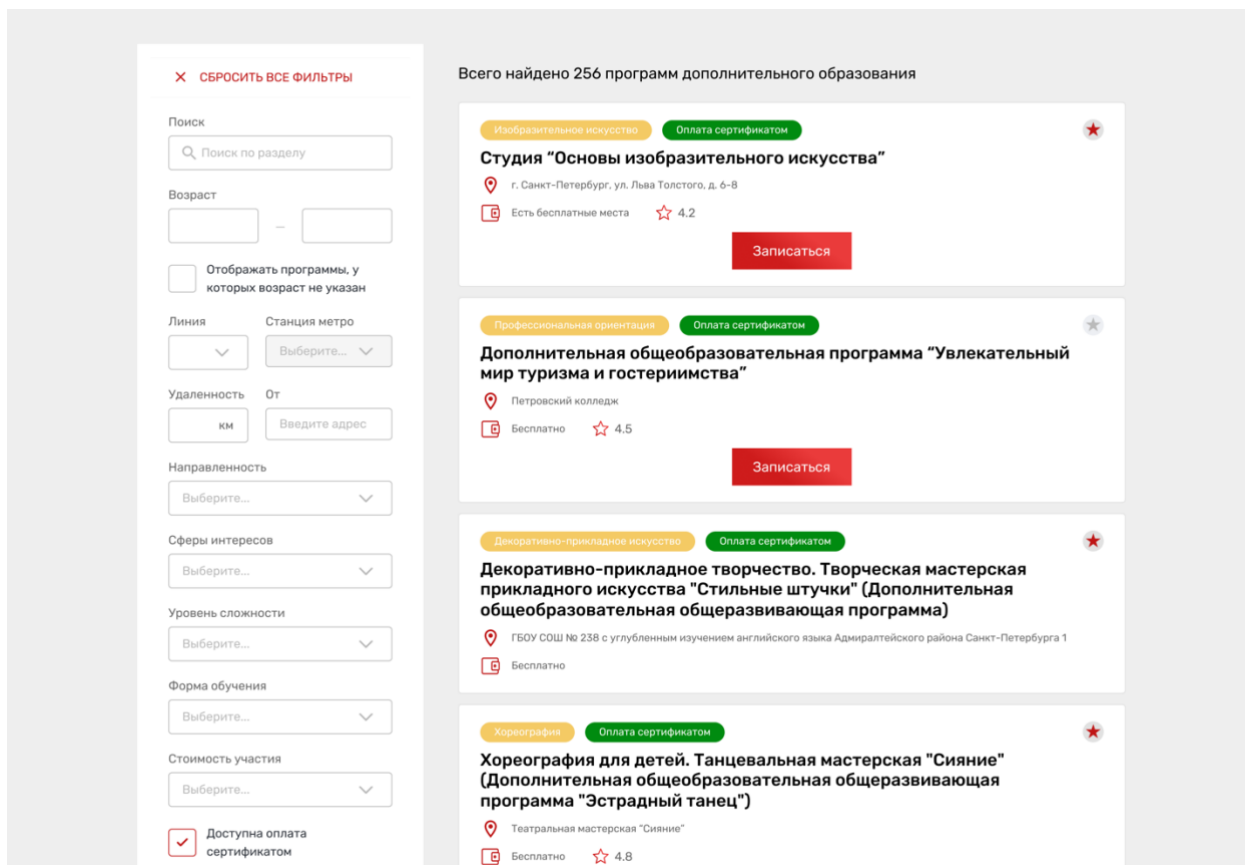 СБРОСИТЬ ВСЕ ФИЛЬТРЫ
Поиск
Поиск по разделу
Возраст
–
Отображать программы, у
которых возраст не указан
Линия
Станция метро
Выберите...
Удаленность
От
км
Введите адрес
Направленность
Выберите...
Сферы интересов
Выберите...
Уровень сложности
Выберите...
Форма обучения
Выберите...
Стоимость участия
Выберите...
Доступна оплата
сертификатом
Всего найдено 256 программ дополнительного образования
Изобразительное искусство
Оплата сертификатом
Студия “Основы изобразительного искусства”
г. Санкт-Петербург, ул. Льва Толстого, д. 6-8
Есть бесплатные места
4.2
Записаться
Профессиональная ориентация
Оплата сертификатом
Дополнительная общеобразовательная программа “Увлекательный
мир туризма и гостериимства”
Петровский колледж
Бесплатно
4.5
Записаться
Декоративно-прикладное искусство
Оплата сертификатом
Декоративно-прикладное творчество. Творческая мастерская
прикладного искусства "Стильные штучки" (Дополнительная
общеобразовательная общеразвивающая программа)
ГБОУ СОШ № 238 с углубленным изучением английского языка Адмиралтейского района Санкт-Петербурга 1
Бесплатно
Хореография
Оплата сертификатом
Хореография для детей. Танцевальная мастерская "Сияние"
(Дополнительная общеобразовательная общеразвивающая
программа "Эстрадный танец")
Театральная мастерская "Сияние"
Бесплатно
4.8